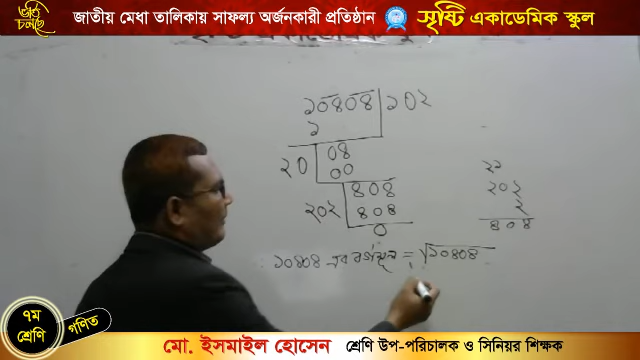 জাতীয় মেধা তালিকায় সাফল্য অর্জনকারী প্রতিষ্ঠান সৃষ্টি একাডেমিক স্কুল
চলছে
১০৪০৪ ১০২
১
২০ ০৪
০০
২০২ ৪০৪
৪০৪
০
২০২
২
৪০৪
১০৪০৪ এর বর্গমূল = √১০৪০৪
৭ম
শ্রেণি
গণিত
মো. ইসমাইল হোসেন শ্রেণি উপ-পরিচালক ও সিনিয়র শিক্ষক